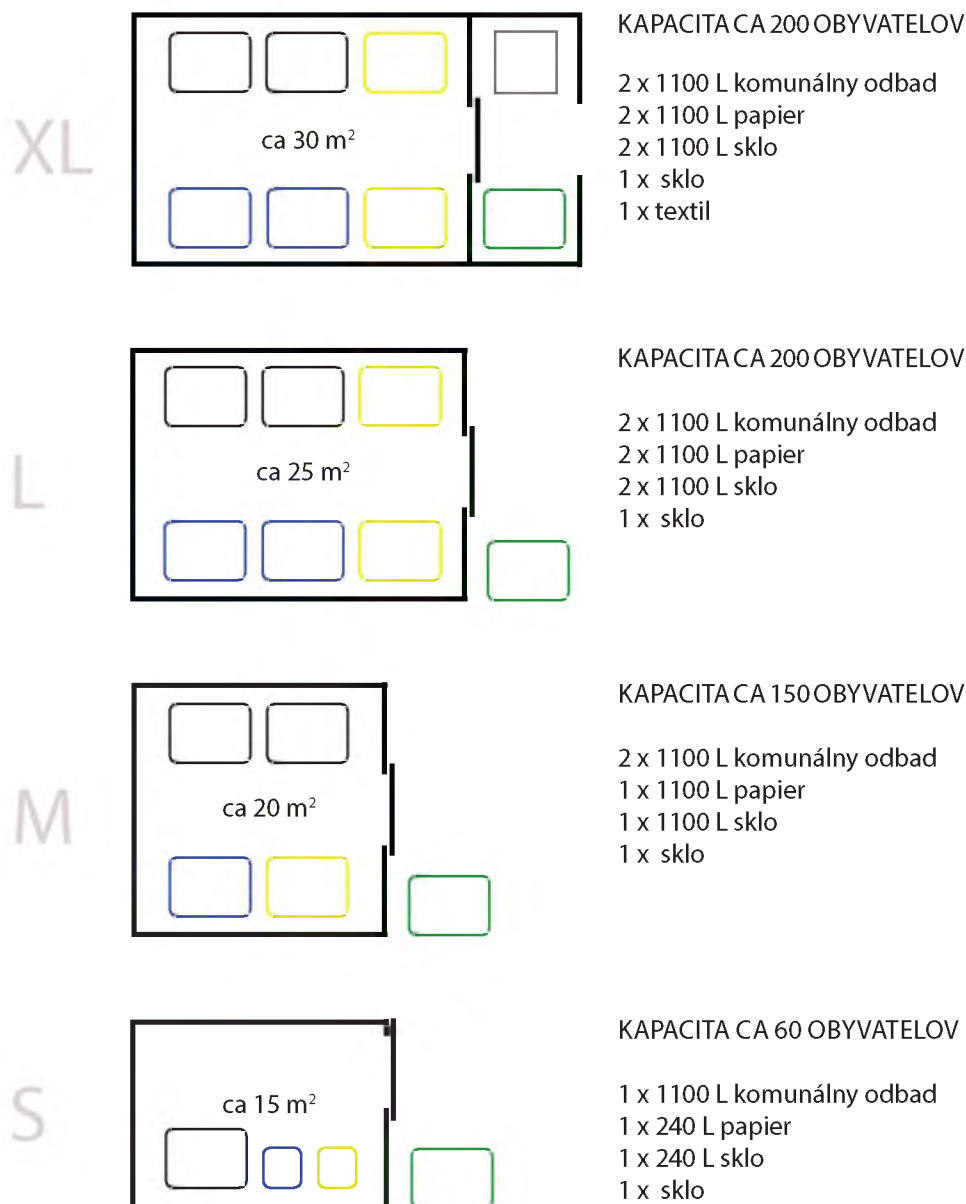 XL
ca 30 m²
KAPACITA CA 200 OBYVATELOV
2 x 1100 L komunálny odbad
2 x 1100 L papier
2 x 1100 L sklo
1 x sklo
1 x textil
L
ca 25 m²
KAPACITA CA 200 OBYVATELOV
2 x 1100 L komunálny odbad
2 x 1100 L papier
2 x 1100 L sklo
1 x sklo
M
ca 20 m²
KAPACITA CA 150 OBYVATELOV
2 x 1100 L komunálny odbad
1 x 1100 L papier
1 x 1100 L sklo
1 x sklo
S
ca 15 m²
KAPACITA CA 60 OBYVATELOV
1 x 1100 L komunálny odbad
1 x 240 L papier
1 x 240 L sklo
1 x sklo